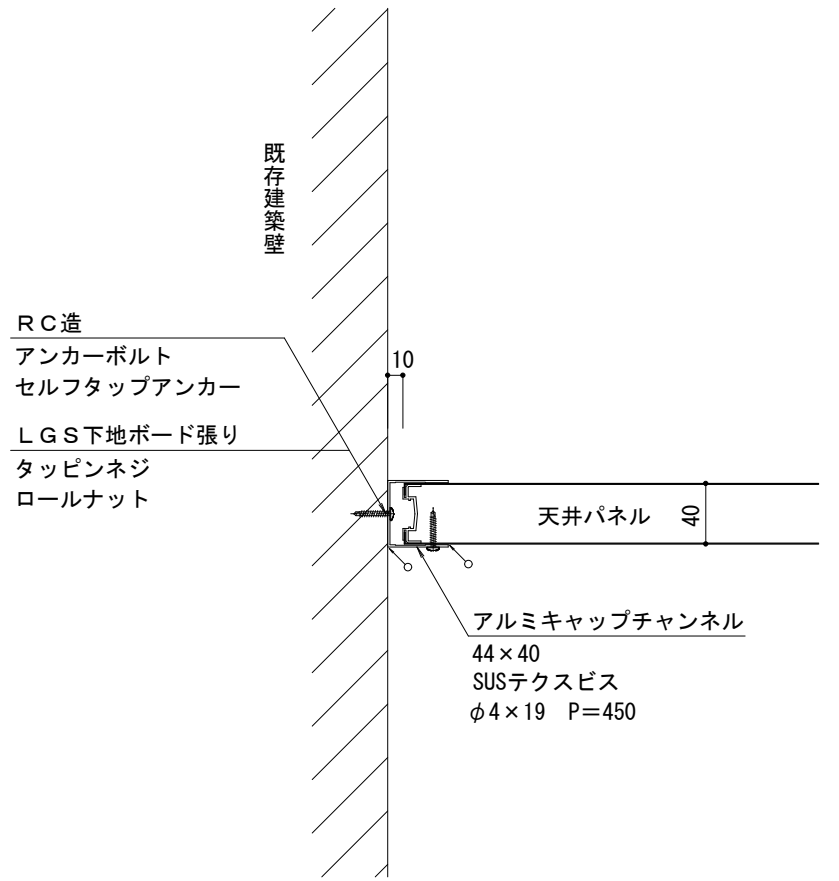 既存建築壁
RC造
アンカーボルト
セルフタップアンカー
LGS下地ボード張り
タッピンネジ
ロールナット
10
天井パネル
40
アルミキャップチャンネル
44×40
SUSテクスビス
φ4×19 P=450